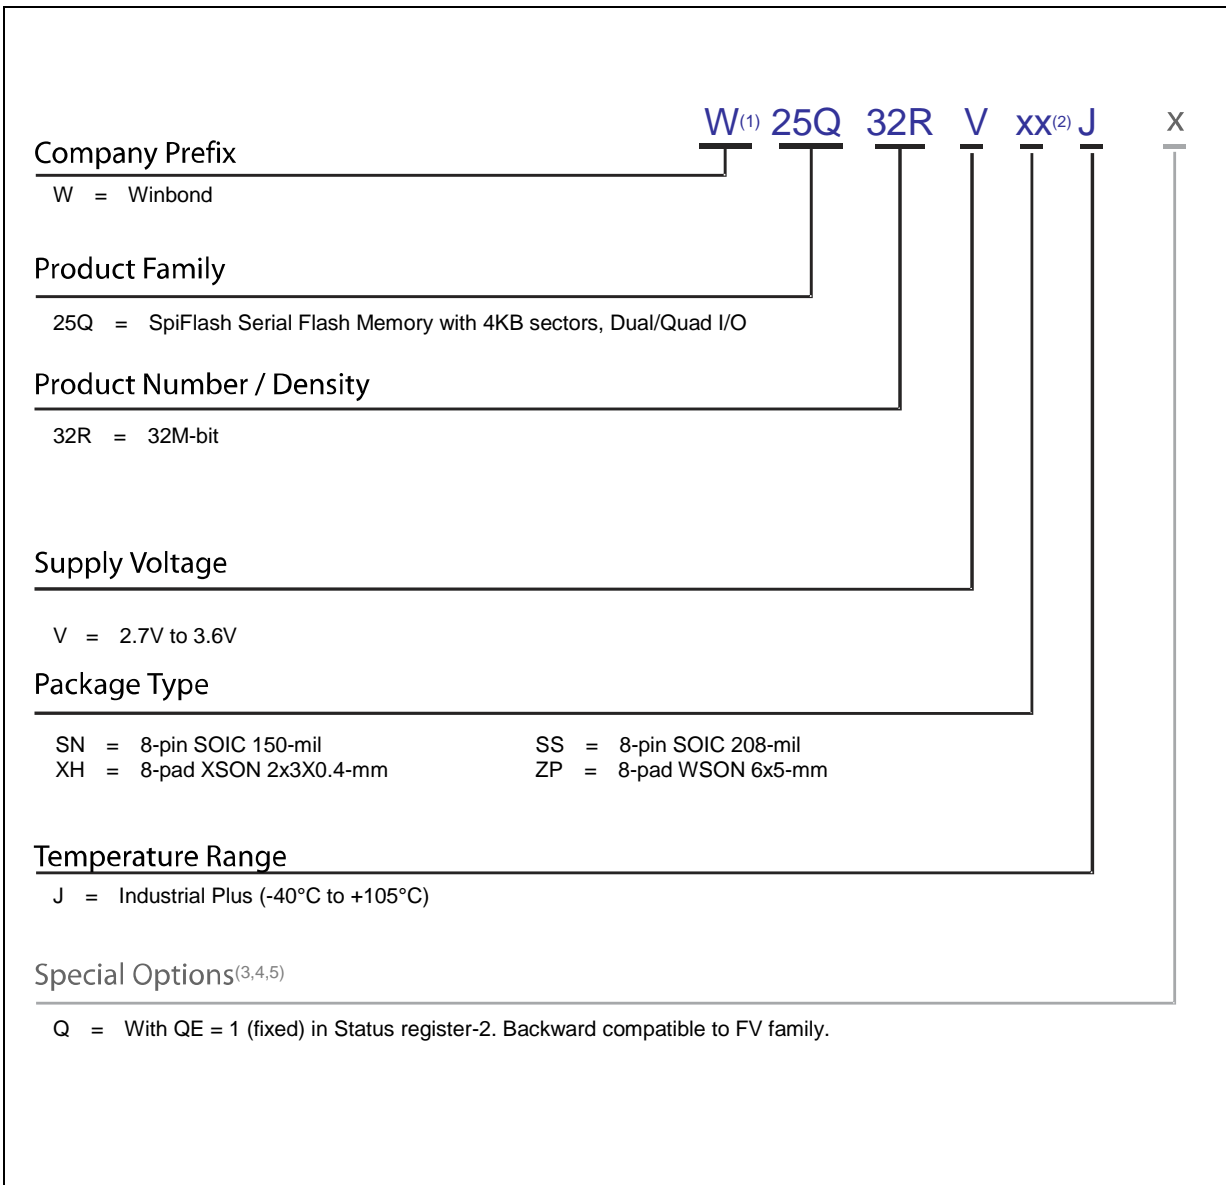 W(1) 25Q 32R V xx(2) J x
Company Prefix
W = Winbond
Product Family
25Q = SpiFlash Serial Flash Memory with 4KB sectors, Dual/Quad I/O
Product Number / Density
32R = 32M-bit
Supply Voltage
V = 2.7V to 3.6V
Package Type
SN = 8-pin SOIC 150-mil SS = 8-pin SOIC 208-mil
XH = 8-pad XSON 2x3X0.4-mm ZP = 8-pad WSON 6x5-mm
Temperature Range
J = Industrial Plus (-40°C to +105°C)
Special Options(3,4,5)
Q = With QE = 1 (fixed) in Status register-2. Backward compatible to FV family.